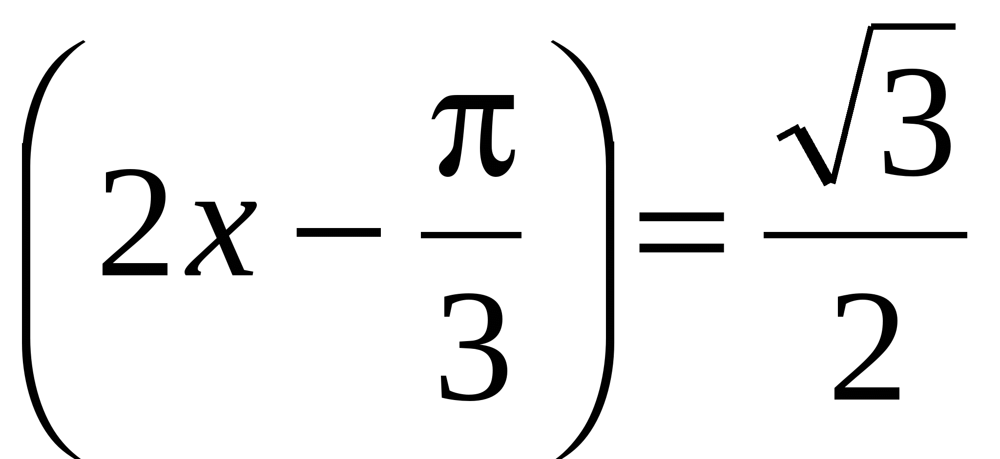 (2x − π/3) = √3/2